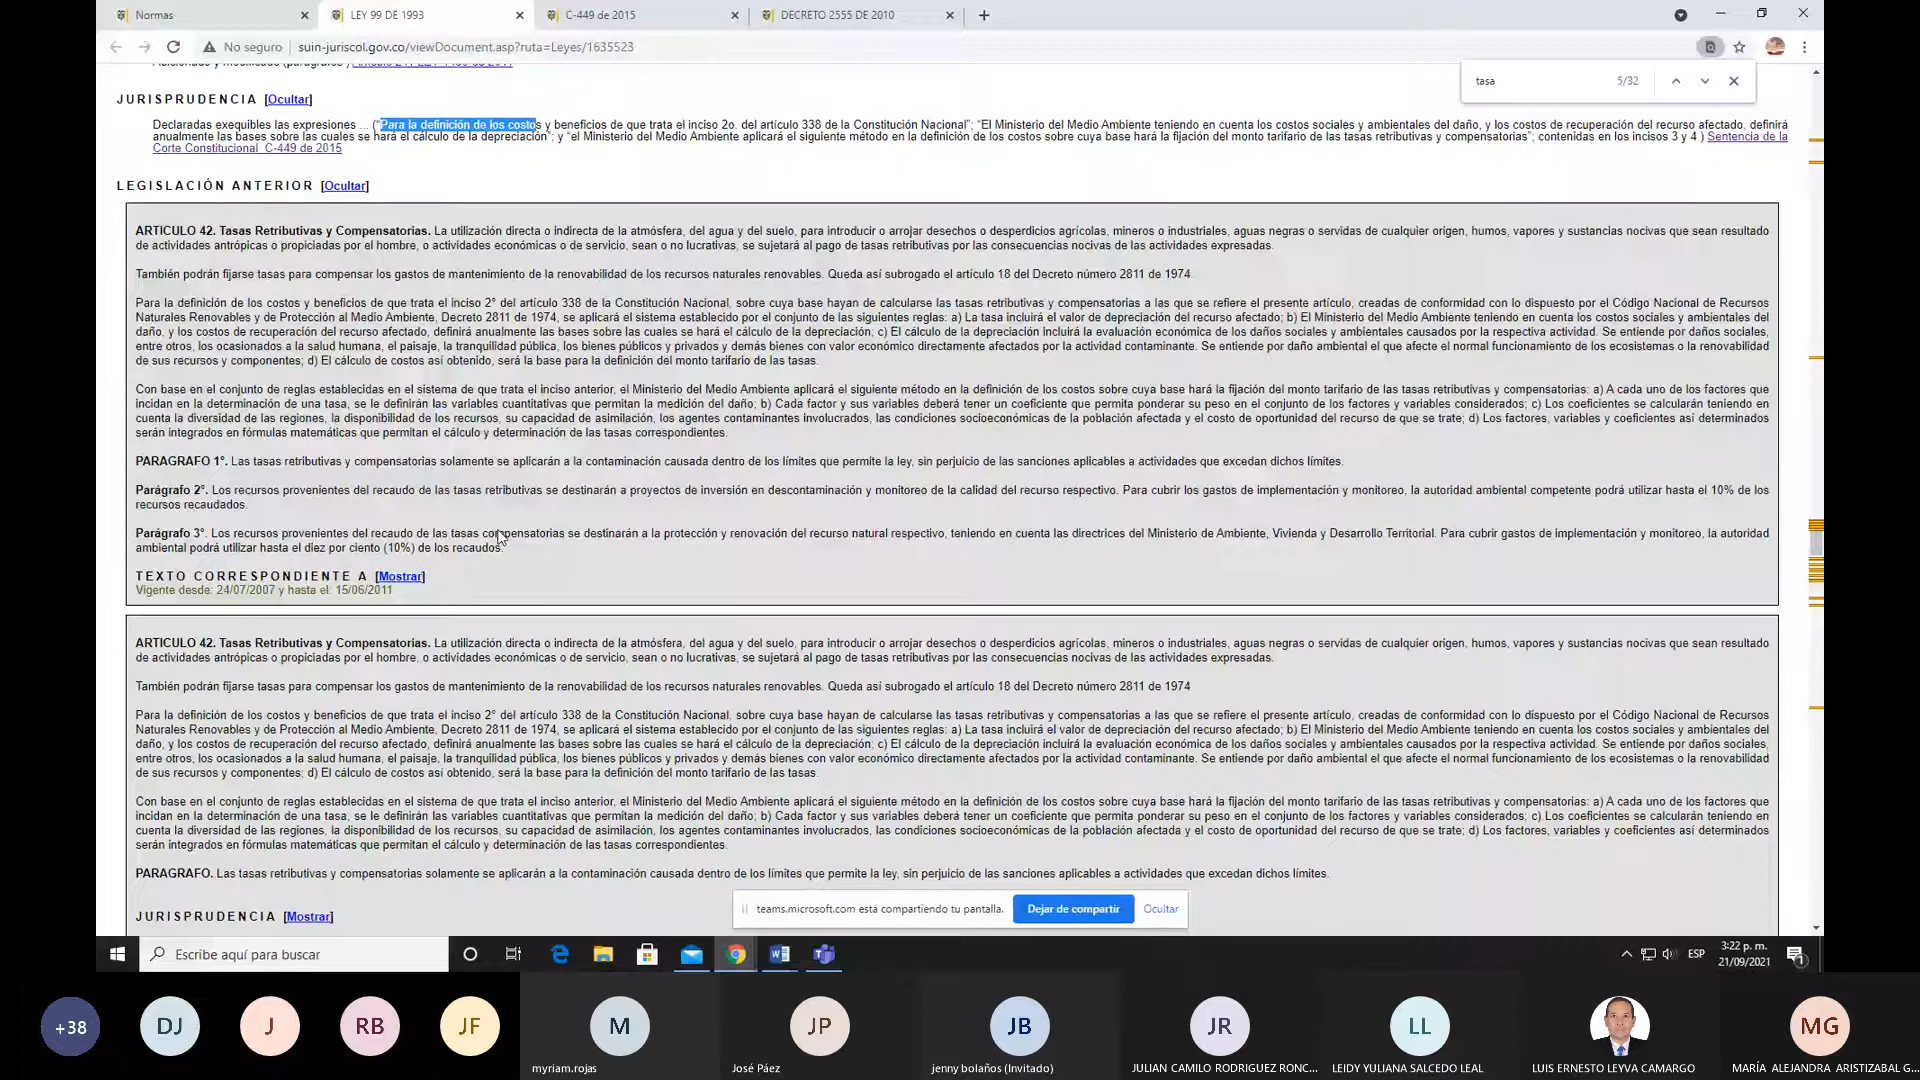 Normas
LEY 99 DE 1993
C-449 de 2015
DECRETO 2555 DE 2010
No seguro
suin-juriscol.gov.co/viewDocument.asp?ruta=Leyes/1635523
tasa
5/32
JURISPRUDENCIA [Ocultar]
Declaradas exequibles las expresiones ... ("Para la definición de los costos y beneficios de que trata el inciso 2o. del artículo 338 de la Constitución Nacional"; "El Ministerio del Medio Ambiente teniendo en cuenta los costos sociales y ambientales del daño, y los costos de recuperación del recurso afectado, definirá
anualmente las bases sobre las cuales se hará el cálculo de la depreciación"; y "el Ministerio del Medio Ambiente aplicará el siguiente método en la definición de los costos sobre cuya base hará la fijación del monto tarifario de las tasas retributivas y compensatorias"; contenidas en los incisos 3 y 4 ) Sentencia de la
Corte Constitucional C-449 de 2015
LEGISLACIÓN ANTERIOR [Ocultar]
ARTICULO 42. Tasas Retributivas y Compensatorias. La utilización directa o indirecta de la atmósfera, del agua y del suelo, para introducir o arrojar desechos o desperdicios agrícolas, mineros o industriales, aguas negras o servidas de cualquier origen, humos, vapores y sustancias nocivas que sean resultado
de actividades antrópicas o propiciadas por el hombre, o actividades económicas o de servicio, sean o no lucrativas, se sujetará al pago de tasas retributivas por las consecuencias nocivas de las actividades expresadas.
También podrán fijarse tasas para compensar los gastos de mantenimiento de la renovabilidad de los recursos naturales renovables. Queda así subrogado el artículo 18 del Decreto número 2811 de 1974.
Para la definición de los costos y beneficios de que trata el inciso 2° del artículo 338 de la Constitución Nacional, sobre cuya base hayan de calcularse las tasas retributivas y compensatorias a las que se refiere el presente artículo, creadas de conformidad con lo dispuesto por el Código Nacional de Recursos
Naturales Renovables y de Protección al Medio Ambiente, Decreto 2811 de 1974, se aplicará el sistema establecido por el conjunto de las siguientes reglas: a) La tasa incluirá el valor de depreciación del recurso afectado; b) El Ministerio del Medio Ambiente teniendo en cuenta los costos sociales y ambientales del
daño, y los costos de recuperación del recurso afectado, definirá anualmente las bases sobre las cuales se hará el cálculo de la depreciación; c) El cálculo de la depreciación incluirá la evaluación económica de los daños sociales y ambientales causados por la respectiva actividad. Se entiende por daños sociales,
entre otros, los ocasionados a la salud humana, el paisaje, la tranquilidad pública, los bienes públicos y privados y demás bienes con valor económico directamente afectados por la actividad contaminante. Se entiende por daño ambiental el que afecte el normal funcionamiento de los ecosistemas o la renovabilidad
de sus recursos y componentes; d) El cálculo de costos así obtenido, será la base para la definición del monto tarifario de las tasas.
Con base en el conjunto de reglas establecidas en el sistema de que trata el inciso anterior, el Ministerio del Medio Ambiente aplicará el siguiente método en la definición de los costos sobre cuya base hará la fijación del monto tarifario de las tasas retributivas y compensatorias: a) A cada uno de los factores que
incidan en la determinación de una tasa, se le definirán las variables cuantitativas que permitan la medición del daño; b) Cada factor y sus variables deberá tener un coeficiente que permita ponderar su peso en el conjunto de los factores y variables considerados; c) Los coeficientes se calcularán teniendo en
cuenta la diversidad de las regiones, la disponibilidad de los recursos, su capacidad de asimilación, los agentes contaminantes involucrados, las condiciones socioeconómicas de la población afectada y el costo de oportunidad del recurso de que se trate; d) Los factores, variables y coeficientes así determinados
serán integrados en fórmulas matemáticas que permitan el cálculo y determinación de las tasas correspondientes.
PARAGRAFO 1°. Las tasas retributivas y compensatorias solamente se aplicarán a la contaminación causada dentro de los límites que permite la ley, sin perjuicio de las sanciones aplicables a actividades que excedan dichos límites.
Parágrafo 2°. Los recursos provenientes del recaudo de las tasas retributivas se destinarán a proyectos de inversión en descontaminación y monitoreo de la calidad del recurso respectivo. Para cubrir los gastos de implementación y monitoreo, la autoridad ambiental competente podrá utilizar hasta el 10% de los
recursos recaudados.
Parágrafo 3°. Los recursos provenientes del recaudo de las tasas compensatorias se destinarán a la protección y renovación del recurso natural respectivo, teniendo en cuenta las directrices del Ministerio de Ambiente, Vivienda y Desarrollo Territorial. Para cubrir gastos de implementación y monitoreo, la autoridad
ambiental podrá utilizar hasta el diez por ciento (10%) de los recaudos.
TEXTO CORRESPONDIENTE A [Mostrar]
Vigente desde: 24/07/2007 y hasta el: 15/06/2011
ARTICULO 42. Tasas Retributivas y Compensatorias. La utilización directa o indirecta de la atmósfera, del agua y del suelo, para introducir o arrojar desechos o desperdicios agrícolas, mineros o industriales, aguas negras o servidas de cualquier origen, humos, vapores y sustancias nocivas que sean resultado
de actividades antrópicas o propiciadas por el hombre, o actividades económicas o de servicio, sean o no lucrativas, se sujetará al pago de tasas retributivas por las consecuencias nocivas de las actividades expresadas.
También podrán fijarse tasas para compensar los gastos de mantenimiento de la renovabilidad de los recursos naturales renovables. Queda así subrogado el artículo 18 del Decreto número 2811 de 1974
Para la definición de los costos y beneficios de que trata el inciso 2° del artículo 338 de la Constitución Nacional, sobre cuya base hayan de calcularse las tasas retributivas y compensatorias a las que se refiere el presente artículo, creadas de conformidad con lo dispuesto por el Código Nacional de Recursos
Naturales Renovables y de Protección al Medio Ambiente, Decreto 2811 de 1974, se aplicará el sistema establecido por el conjunto de las siguientes reglas: a) La tasa incluirá el valor de depreciación del recurso afectado; b) El Ministerio del Medio Ambiente teniendo en cuenta los costos sociales y ambientales del
daño, y los costos de recuperación del recurso afectado, definirá anualmente las bases sobre las cuales se hará el cálculo de la depreciación; c) El cálculo de la depreciación incluirá la evaluación económica de los daños sociales y ambientales causados por la respectiva actividad. Se entiende por daños sociales,
entre otros, los ocasionados a la salud humana, el paisaje, la tranquilidad pública, los bienes públicos y privados y demás bienes con valor económico directamente afectados por la actividad contaminante. Se entiende por daño ambiental el que afecte el normal funcionamiento de los ecosistemas o la renovabilidad
de sus recursos y componentes; d) El cálculo de costos así obtenido, será la base para la definición del monto tarifario de las tasas.
Con base en el conjunto de reglas establecidas en el sistema de que trata el inciso anterior, el Ministerio del Medio Ambiente aplicará el siguiente método en la definición de los costos sobre cuya base hará la fijación del monto tarifario de las tasas retributivas y compensatorias: a) A cada uno de los factores que
incidan en la determinación de una tasa, se le definirán las variables cuantitativas que permitan la medición del daño; b) Cada factor y sus variables deberá tener un coeficiente que permita ponderar su peso en el conjunto de los factores y variables considerados; c) Los coeficientes se calcularán teniendo en
cuenta la diversidad de las regiones, la disponibilidad de los recursos, su capacidad de asimilación, los agentes contaminantes involucrados, las condiciones socioeconómicas de la población afectada y el costo de oportunidad del recurso de que se trate; d) Los factores, variables y coeficientes así determinados
serán integrados en fórmulas matemáticas que permitan el cálculo y determinación de las tasas correspondientes.
PARAGRAFO. Las tasas retributivas y compensatorias solamente se aplicarán a la contaminación causada dentro de los límites que permite la ley, sin perjuicio de las sanciones aplicables a actividades que excedan dichos límites.
JURISPRUDENCIA [Mostrar]
teams.microsoft.com está compartiendo tu pantalla.
Dejar de compartir
Ocultar
Escribe aquí para buscar
ESP
3:22 p. m.
21/09/2021
1
+38
DJ
J
RB
JF
M
JP
JB
JR
LL
MG
myriam.rojas
José Páez
jenny bolaños (Invitado)
JULIAN CAMILO RODRIGUEZ RONC...
LEIDY YULIANA SALCEDO LEAL
LUIS ERNESTO LEYVA CAMARGO
MARÍA ALEJANDRA ARISTIZABAL G...